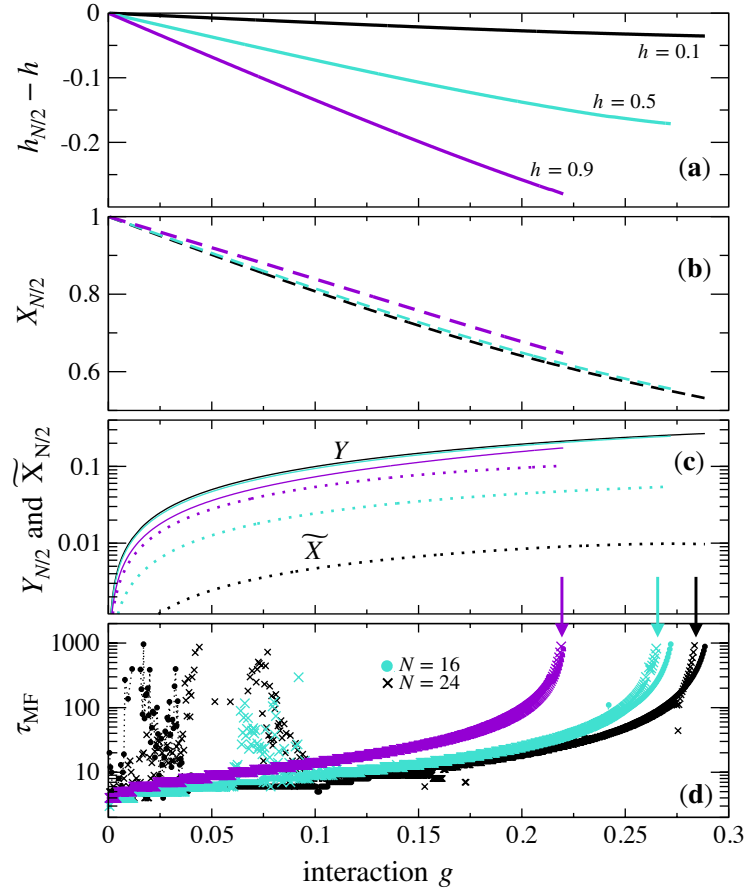 0
-0.1
-0.2
h_{N/2} − h
h = 0.1
h = 0.5
h = 0.9
(a)
1
0.8
0.6
X_{N/2}
(b)
0.1
0.01
Y_{N/2} and X̃_{N/2}
Y
X̃
(c)
1000
100
10
τ_{MF}
N = 16
N = 24
(d)
0 0.05 0.1 0.15 0.2 0.25 0.3
interaction g